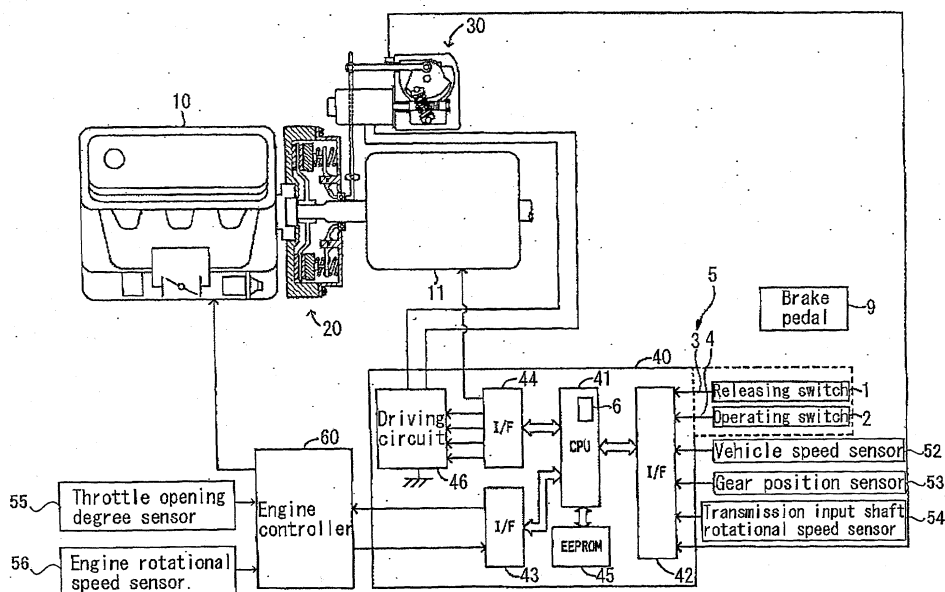 30
10
20
11
Brake
pedal
9
5
3
4
40
44
41
6
Releasing switch
1
Operating switch
2
Driving
circuit
I/F
CPU
I/F
46
Vehicle speed sensor
52
Gear position sensor
53
Transmission input shaft
rotational speed sensor
54
60
Engine
controller
I/F
EEPROM
43
45
42
55
Throttle opening
degree sensor
56
Engine rotational
speed sensor.